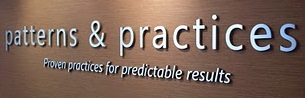 patterns & practices
Proven practices for predictable results